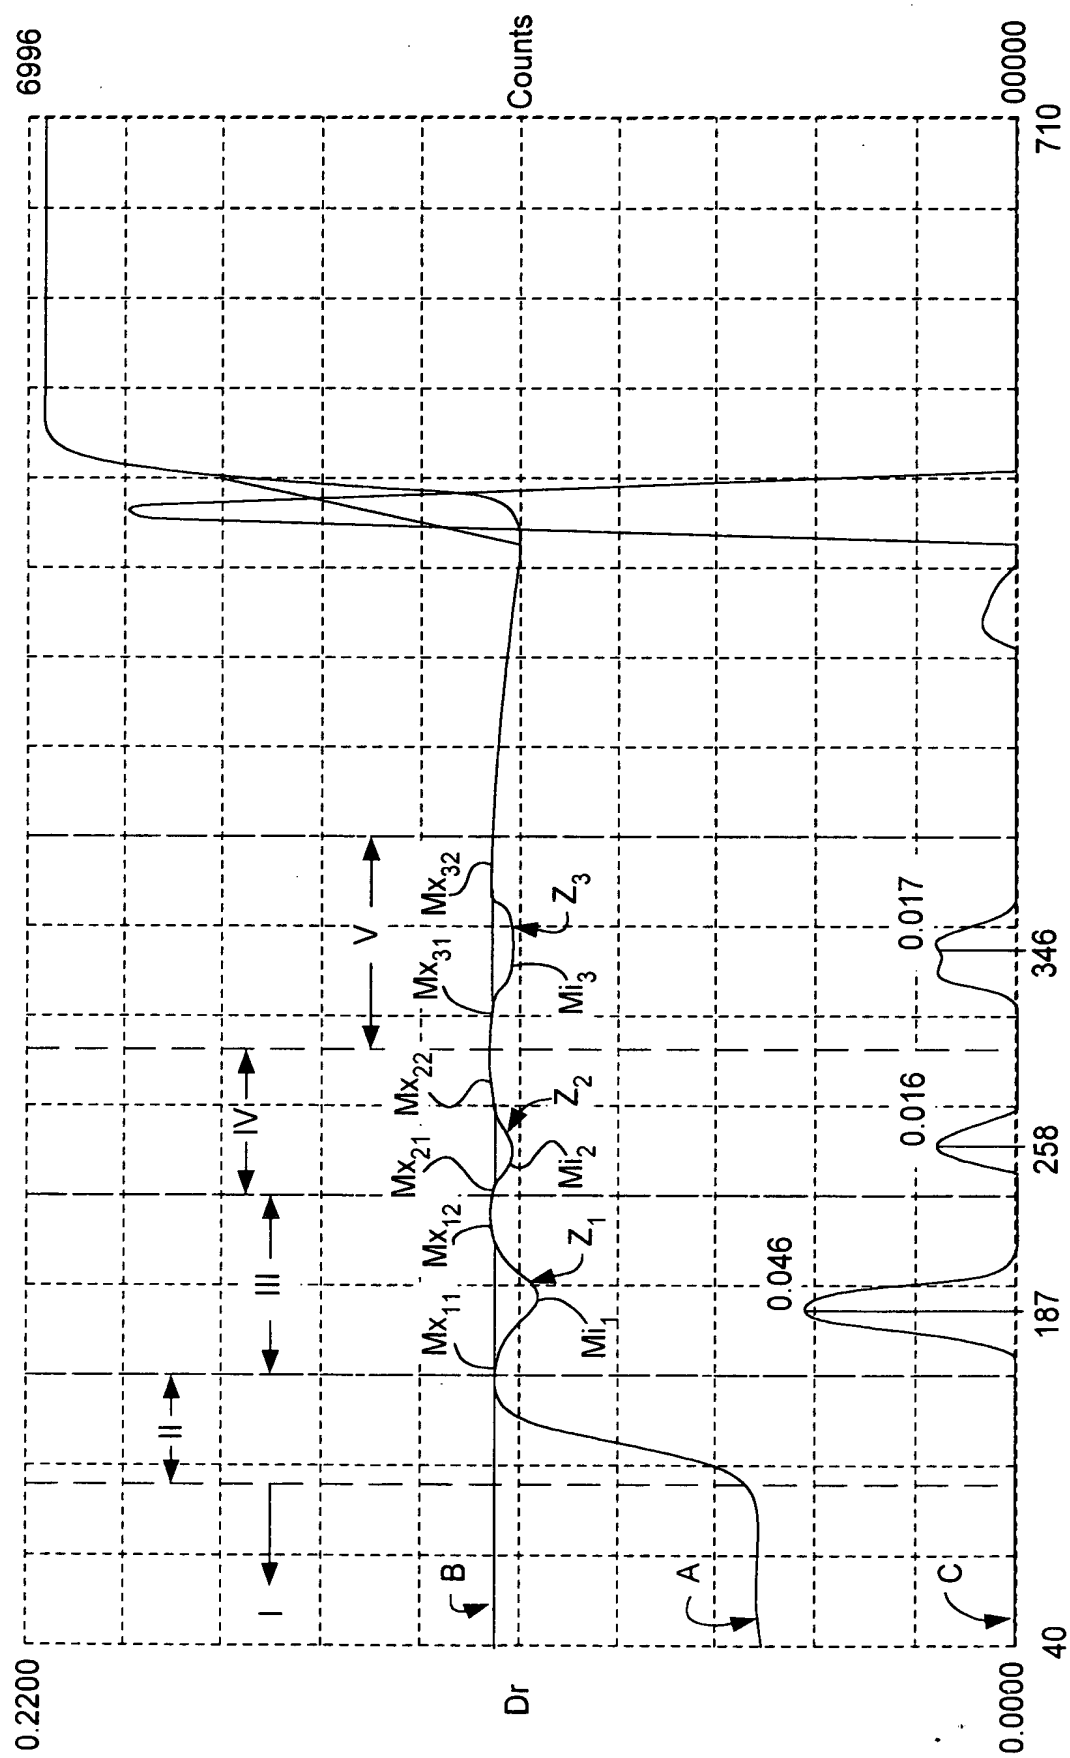 0.2200
6996
I
II
III
IV
V
B
Mx11
Mx12
Mx21
Mx22
Mx31
Mx32
Dr
Counts
Mi1
Z1
Mi2
Z2
Mi3
Z3
A
0.046
0.016
0.017
C
0.0000
00000
40
187
258
346
710